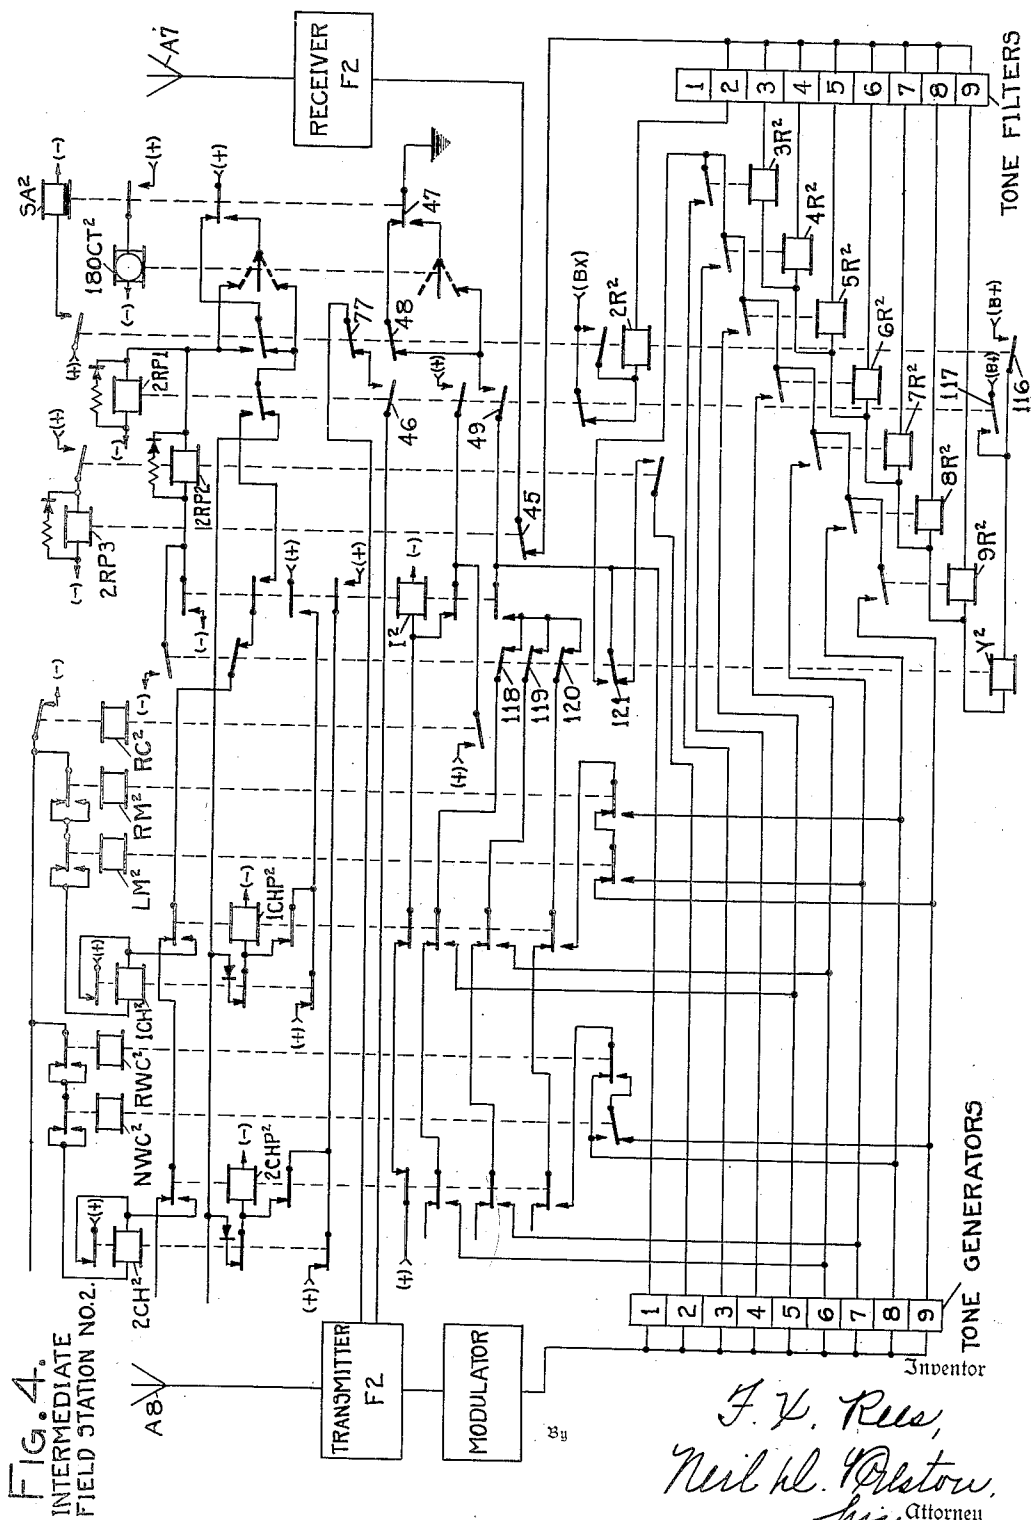 FIG. 4.
INTERMEDIATE
FIELD STATION NO. 2.
A7
RECEIVER
F2
SA²
(-)
180CT²
(+)
(-)
(+)
47
77
48
(BX)
2R²
3R²
4R²
5R²
6R²
7R²
8R²
9R²
Y²
1
2
3
4
5
6
7
8
9
TONE FILTERS
(B+)
116
117
(B+)
(+)
2RP1
(-)
(+)
2RP2
2RP3
(-)
(+)
46
49
45
(+)
(+)
I²
(-)
(-)
(-)
118
119
120
121
(-)
RC²
RM²
LM²
(+)
1CHP²
(-)
1CH²
(+)
(+)
RWC²
NWC²
2CHP²
(-)
2CH²
(+)
(+)
(+)
A8
TRANSMITTER
F2
MODULATOR
1
2
3
4
5
6
7
8
9
TONE GENERATORS
Inventor
F. X. Rees,
By
Neil W. Preston,
his Attorney